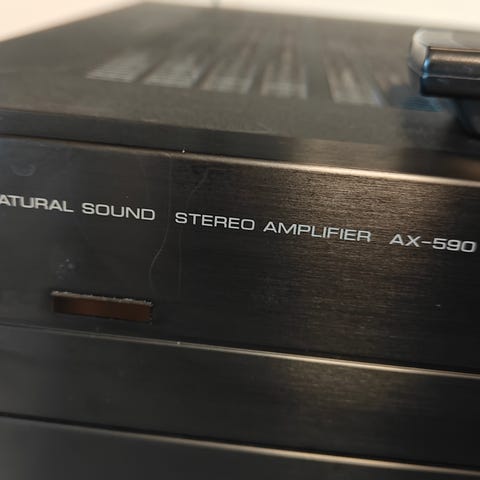 ATURAL SOUND STEREO AMPLIFIER AX-590